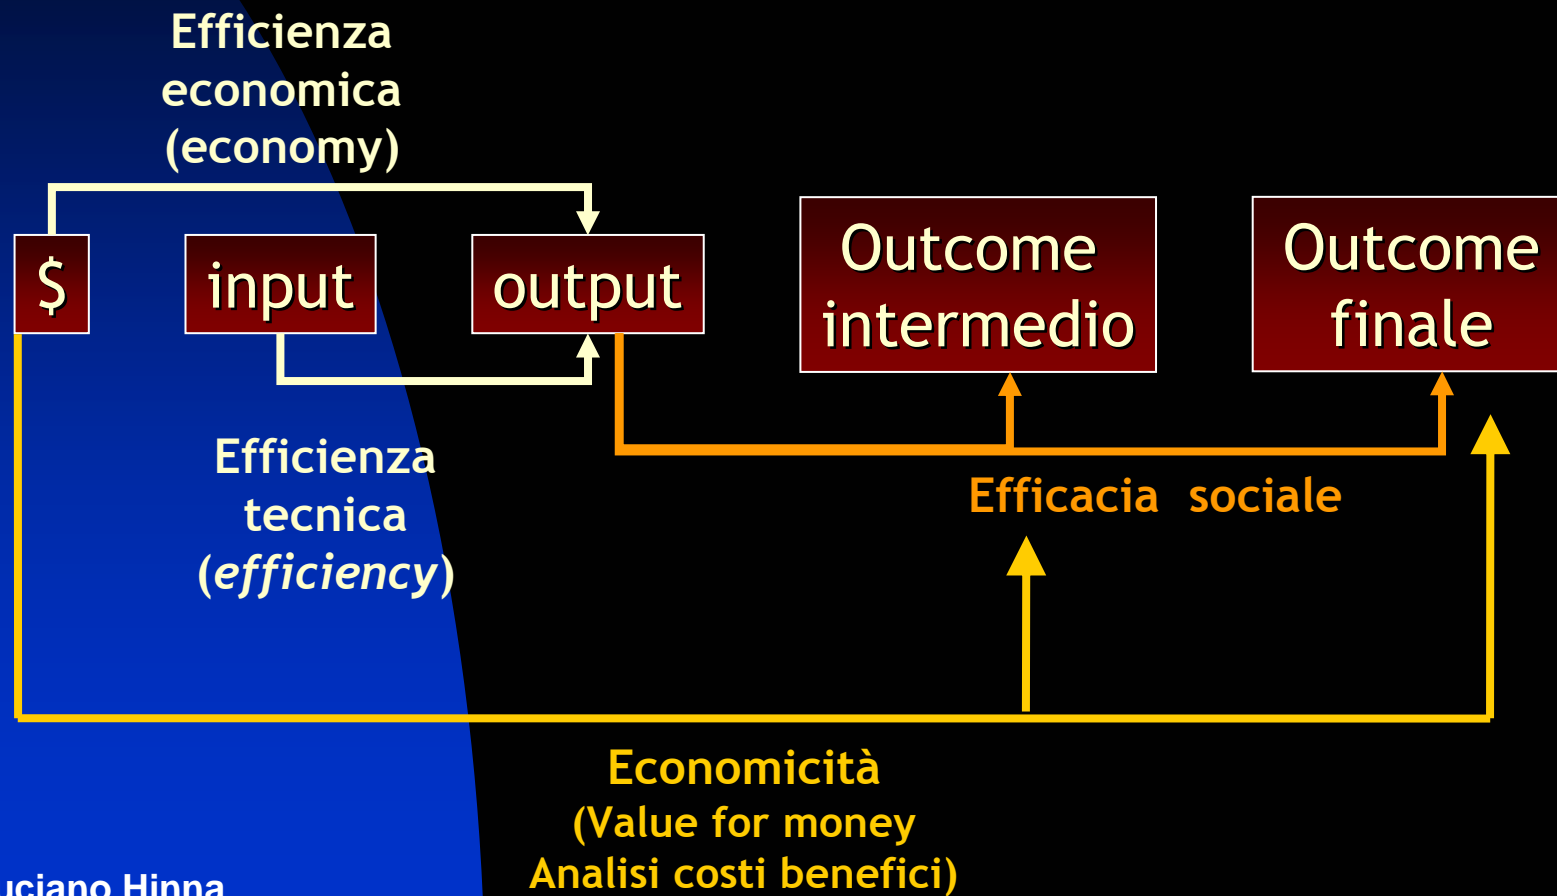 Efficienza
economica
(economy)
$
input
output
Outcome
intermedio
Outcome
finale
Efficienza
tecnica
(efficiency)
Efficacia sociale
Economicità
(Value for money
Analisi costi benefici)
Hinna